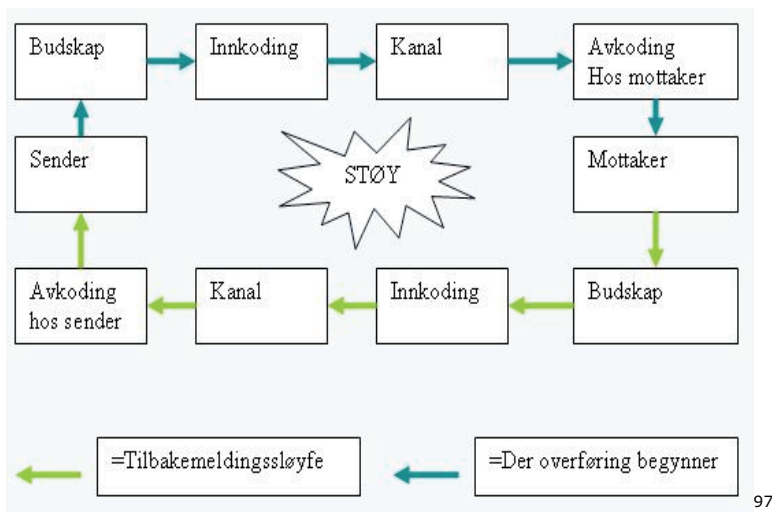 Budskap
Innkoding
Kanal
Avkoding
Hos mottaker
Sender
STØY
Mottaker
Avkoding
hos sender
Kanal
Innkoding
Budskap
=Tilbakemeldingssløyfe
=Der overføring begynner
97